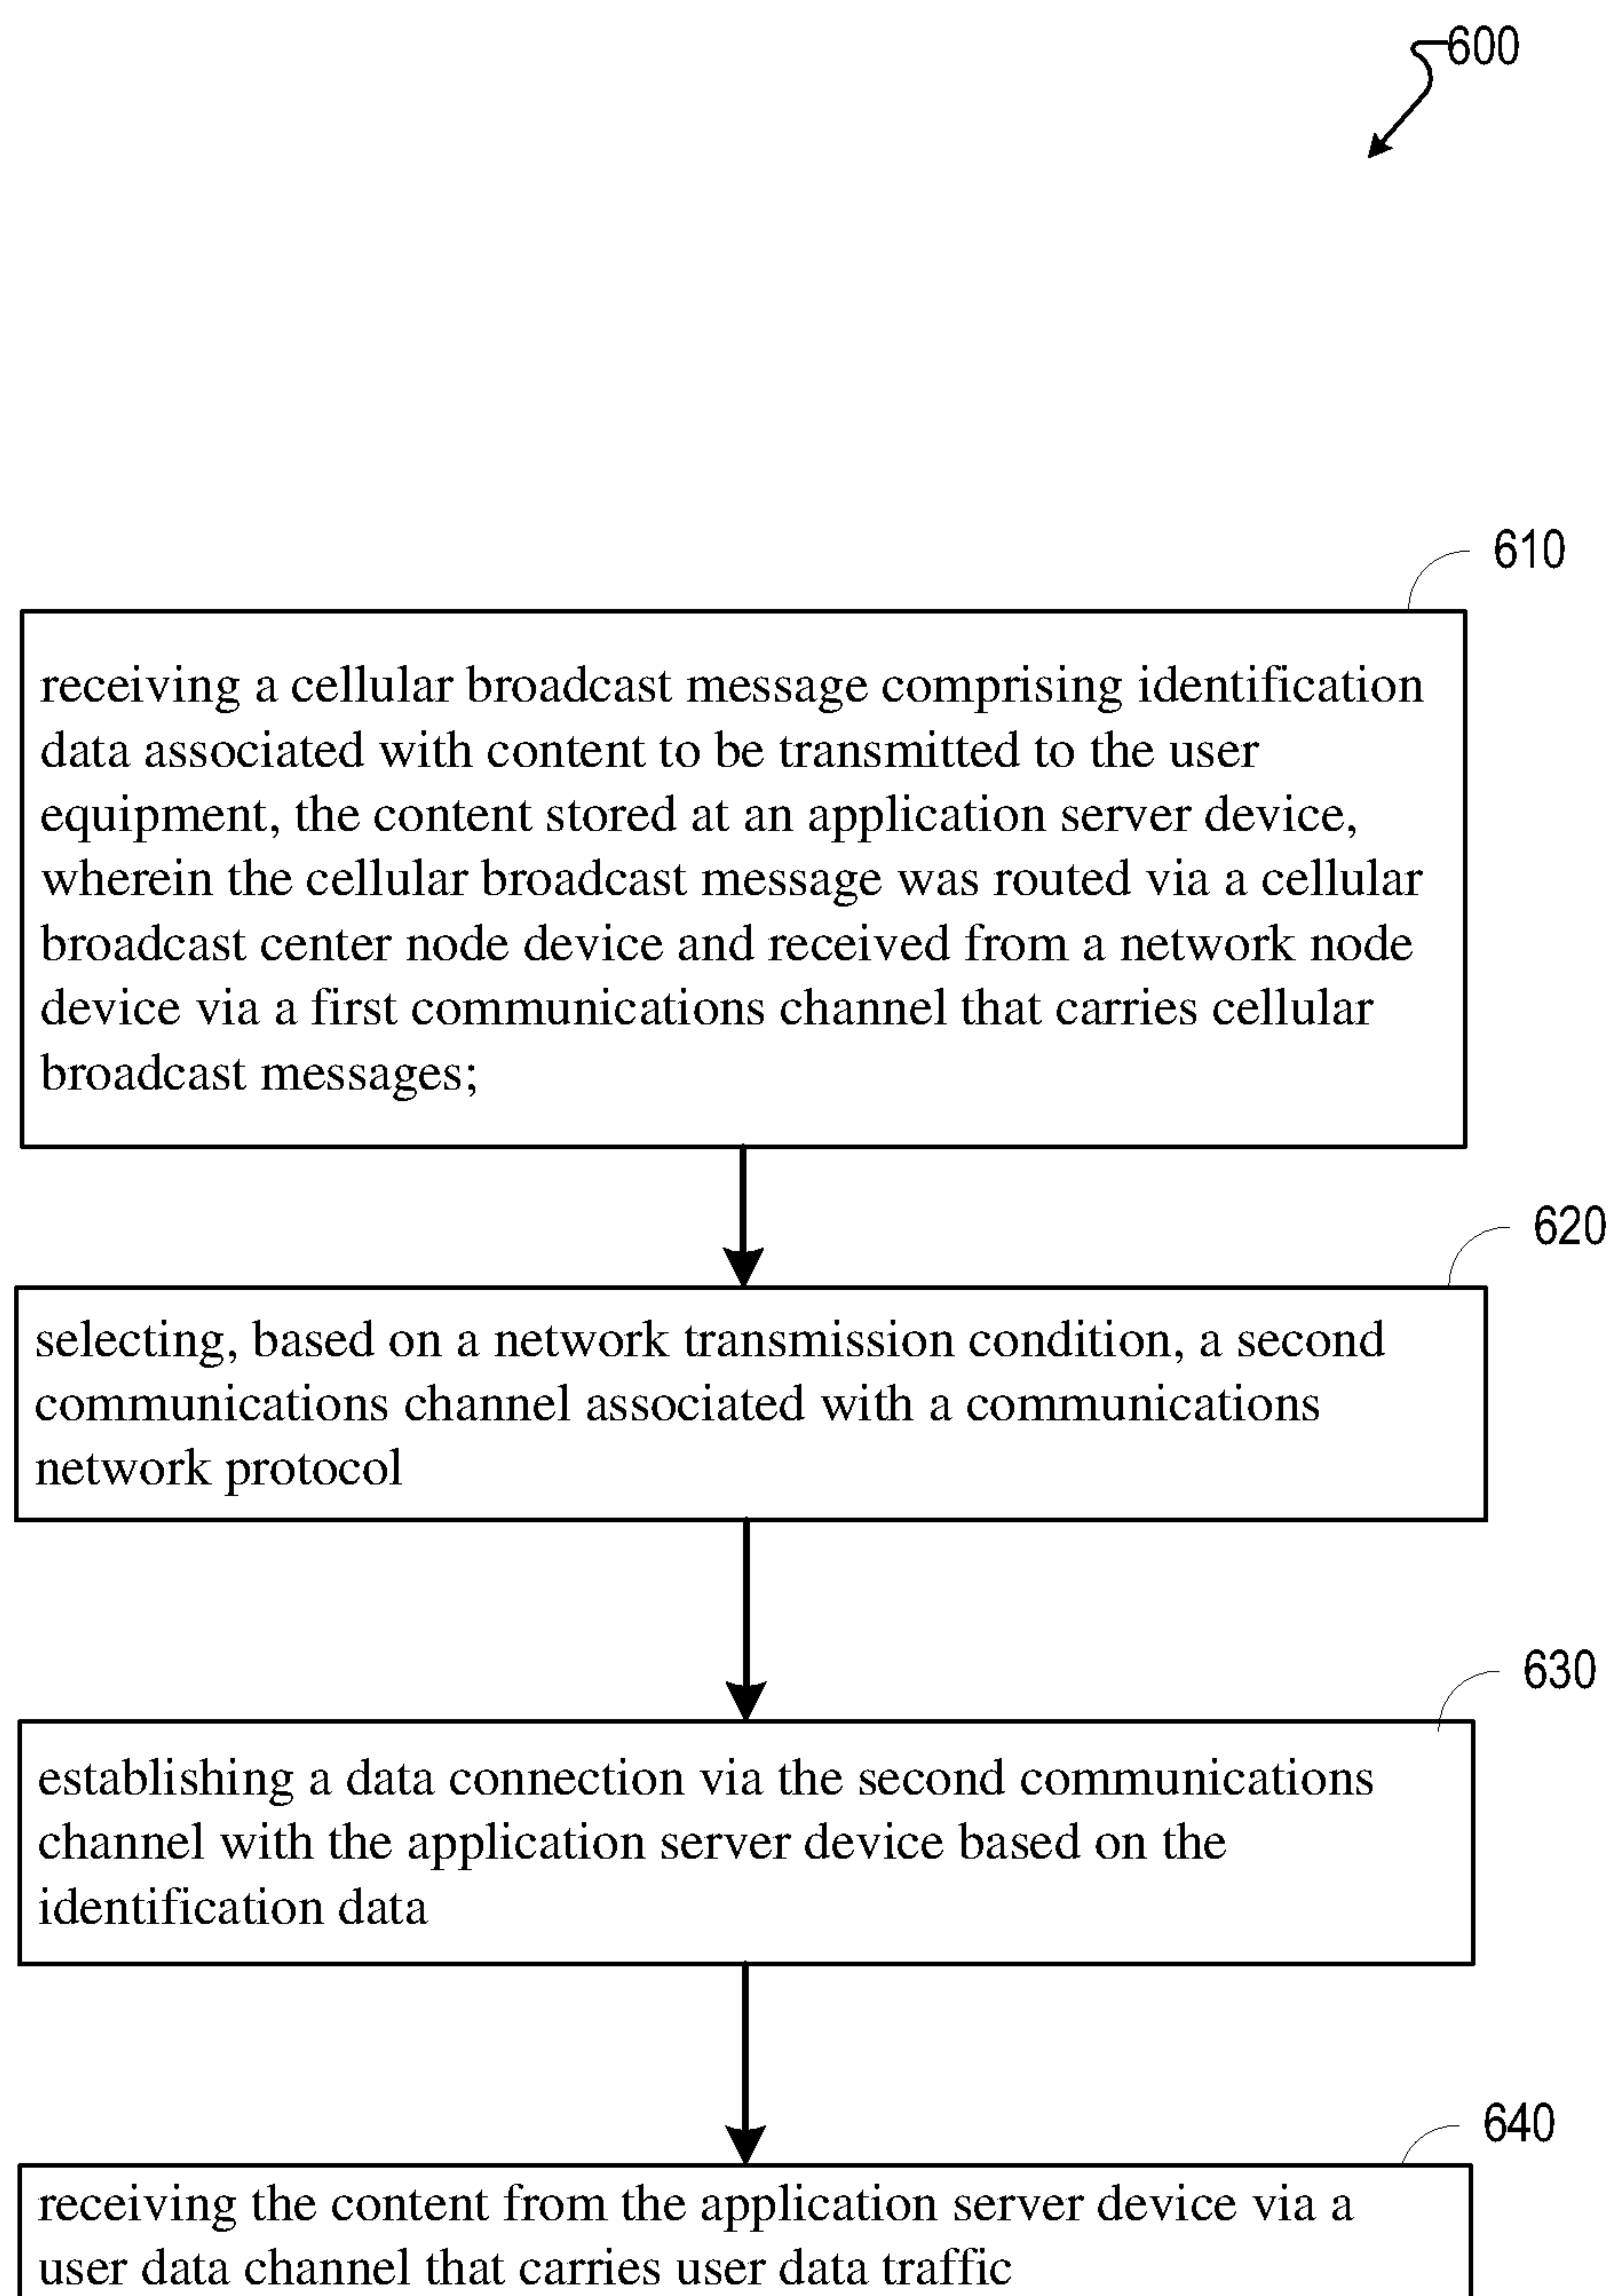 600
610
receiving a cellular broadcast message comprising identification
data associated with content to be transmitted to the user
equipment, the content stored at an application server device,
wherein the cellular broadcast message was routed via a cellular
broadcast center node device and received from a network node
device via a first communications channel that carries cellular
broadcast messages;
620
selecting, based on a network transmission condition, a second
communications channel associated with a communications
network protocol
630
establishing a data connection via the second communications
channel with the application server device based on the
identification data
640
receiving the content from the application server device via a
user data channel that carries user data traffic